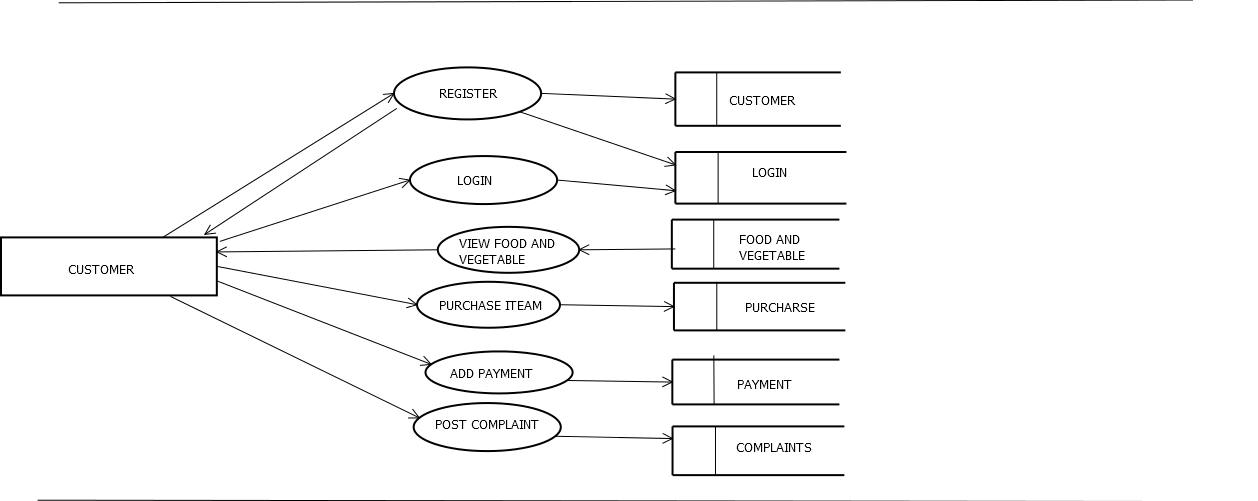 REGISTER
CUSTOMER
LOGIN
LOGIN
VIEW FOOD AND
VEGETABLE
FOOD AND
VEGETABLE
CUSTOMER
PURCHASE ITEAM
PURCHARSE
ADD PAYMENT
PAYMENT
POST COMPLAINT
COMPLAINTS